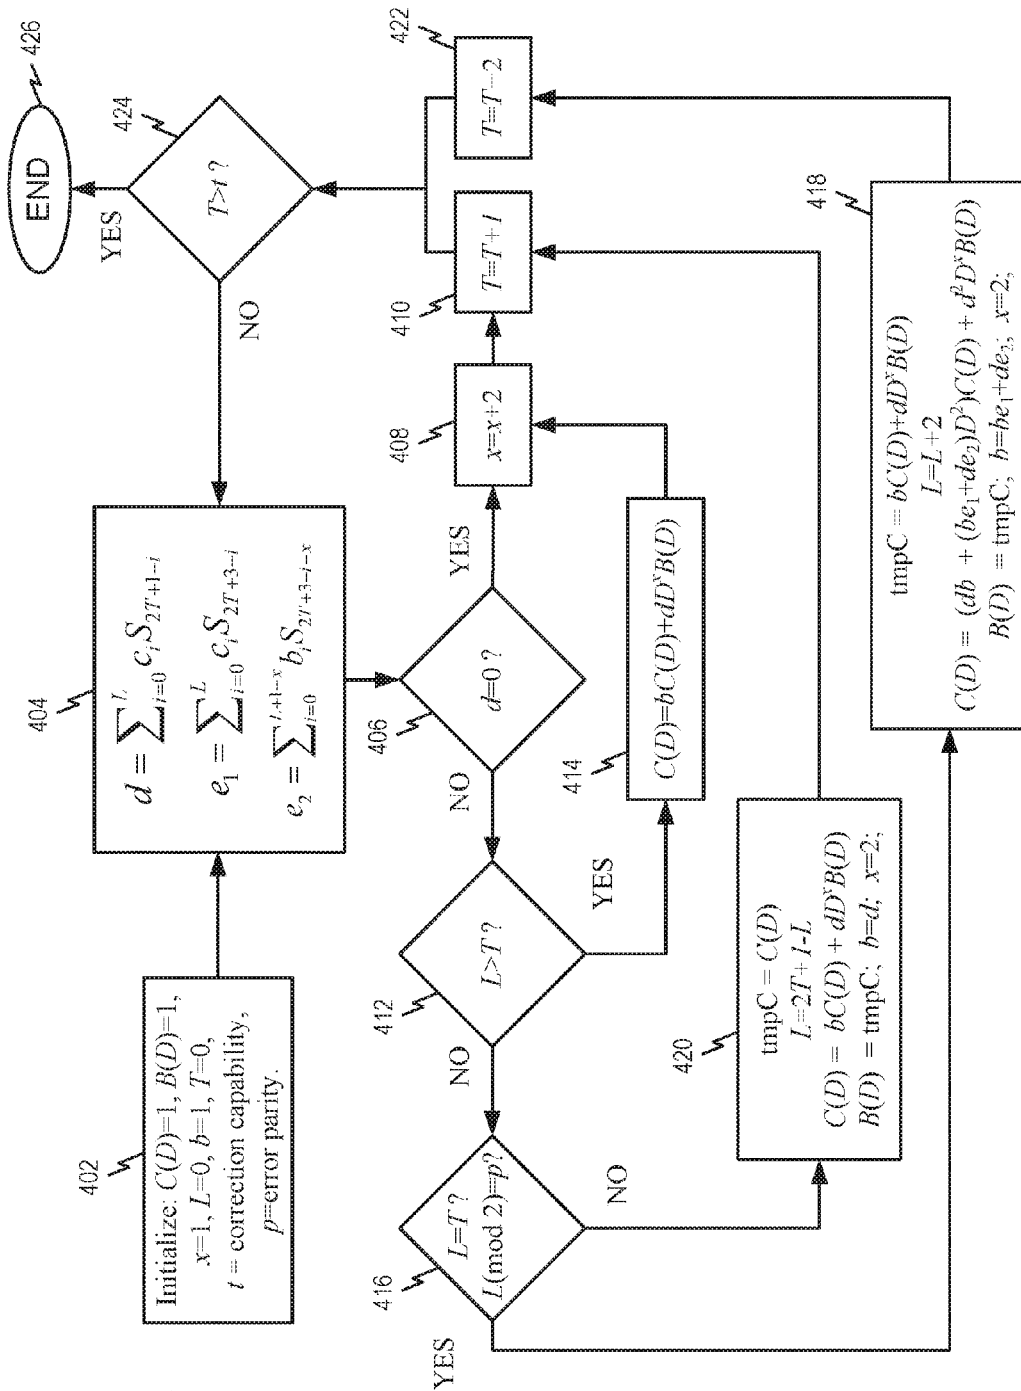 402
Initialize: C(D)=1, B(D)=1,
x=1, L=0, b=1, T=0,
t = correction capability,
p=error parity.
404
d = ∑_{i=0}^{L} c_i S_{2T+1−i}
e_1 = ∑_{i=0}^{L} c_i S_{2T+3−i}
e_2 = ∑_{i=0}^{L+1−x} b_i S_{2T+3−i−x}
NO
T>t ?
424
YES
END
426
416
L=T ?
L(mod 2)=p?
YES
NO
412
L>T ?
NO
YES
406
d=0 ?
NO
YES
408
x=x+2
410
T=T+1
T=T−2
422
414
C(D)=bC(D)+dD^xB(D)
420
tmpC = C(D)
L=2T+1-L
C(D) = bC(D) + dD^xB(D)
B(D) = tmpC; b=d; x=2;
418
tmpC = bC(D)+dD^xB(D)
L=L+2
C(D) = (db + (be_1+de_2)D^2)C(D) + d^2D^xB(D)
B(D) = tmpC; b=be_1+de_2; x=2;